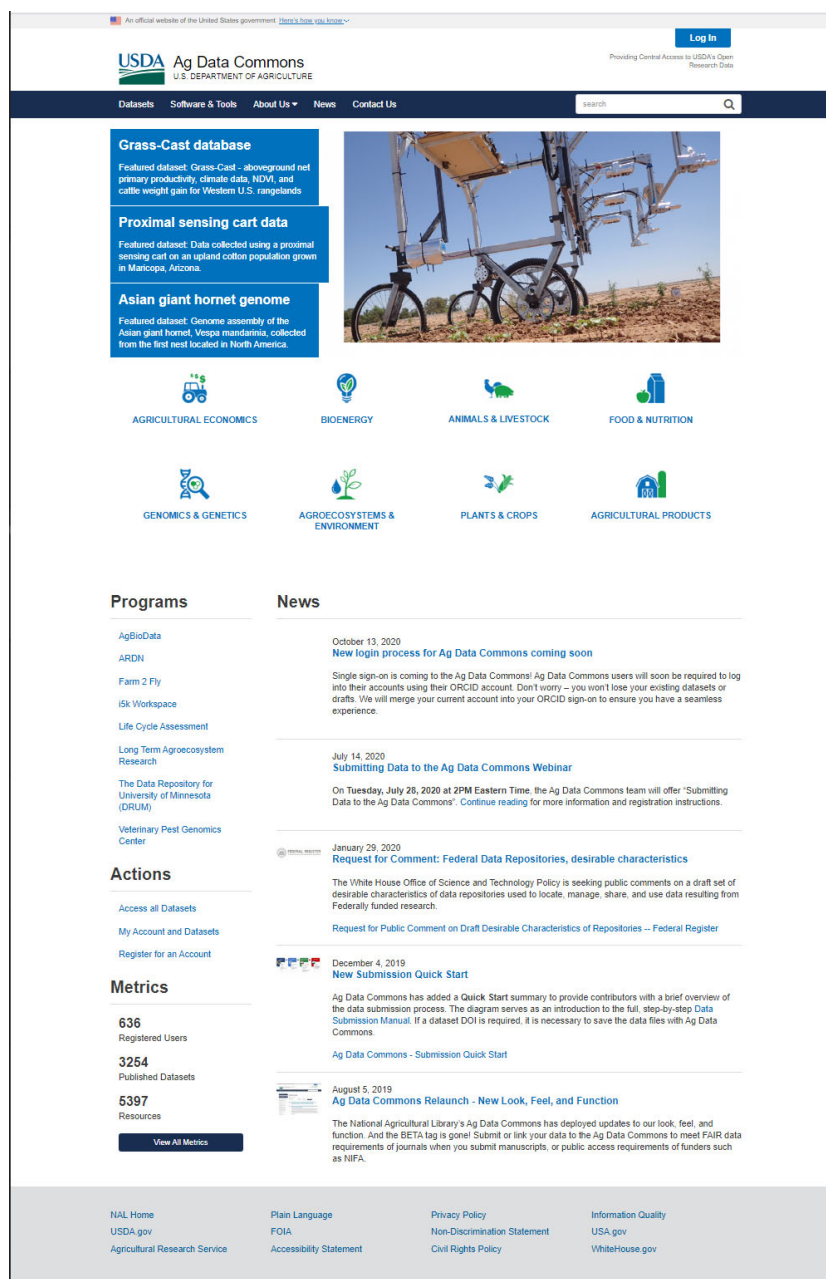 An official website of the United States government Here's how you know
Log In
USDA Ag Data Commons
U.S. DEPARTMENT OF AGRICULTURE
Providing Central Access to USDA's Open
Research Data
Datasets Software & Tools About Us News Contact Us search
Grass-Cast database
Featured dataset: Grass-Cast - aboveground net
primary productivity, climate data, NDVI, and
cattle weight gain for Western U.S. rangelands
Proximal sensing cart data
Featured dataset: Data collected using a proximal
sensing cart on an upland cotton population grown
in Maricopa, Arizona.
Asian giant hornet genome
Featured dataset: Genome assembly of the
Asian giant hornet, Vespa mandarinia, collected
from the first nest located in North America.
AGRICULTURAL ECONOMICS BIOENERGY ANIMALS & LIVESTOCK FOOD & NUTRITION
GENOMICS & GENETICS AGROECOSYSTEMS &
ENVIRONMENT PLANTS & CROPS AGRICULTURAL PRODUCTS
Programs
AgBioData
ARDN
Farm 2 Fly
i5k Workspace
Life Cycle Assessment
Long Term Agroecosystem
Research
The Data Repository for
University of Minnesota
(DRUM)
Veterinary Pest Genomics
Center
Actions
Access all Datasets
My Account and Datasets
Register for an Account
Metrics
636
Registered Users
3254
Published Datasets
5397
Resources
View All Metrics
News
October 13, 2020
New login process for Ag Data Commons coming soon
Single sign-on is coming to the Ag Data Commons! Ag Data Commons users will soon be required to log
into their accounts using their ORCID account. Don't worry – you won't lose your existing datasets or
drafts. We will merge your current account into your ORCID sign-on to ensure you have a seamless
experience.
July 14, 2020
Submitting Data to the Ag Data Commons Webinar
On Tuesday, July 28, 2020 at 2PM Eastern Time, the Ag Data Commons team will offer "Submitting
Data to the Ag Data Commons". Continue reading for more information and registration instructions.
FEDERAL REGISTER
January 29, 2020
Request for Comment: Federal Data Repositories, desirable characteristics
The White House Office of Science and Technology Policy is seeking public comments on a draft set of
desirable characteristics of data repositories used to locate, manage, share, and use data resulting from
Federally funded research.
Request for Public Comment on Draft Desirable Characteristics of Repositories -- Federal Register
December 4, 2019
New Submission Quick Start
Ag Data Commons has added a Quick Start summary to provide contributors with a brief overview of
the data submission process. The diagram serves as an introduction to the full, step-by-step Data
Submission Manual. If a dataset DOI is required, it is necessary to save the data files with Ag Data
Commons.
Ag Data Commons - Submission Quick Start
August 5, 2019
Ag Data Commons Relaunch - New Look, Feel, and Function
The National Agricultural Library's Ag Data Commons has deployed updates to our look, feel, and
function. And the BETA tag is gone! Submit or link your data to the Ag Data Commons to meet FAIR data
requirements of journals when you submit manuscripts, or public access requirements of funders such
as NIFA.
NAL Home Plain Language Privacy Policy Information Quality
USDA.gov FOIA Non-Discrimination Statement USA.gov
Agricultural Research Service Accessibility Statement Civil Rights Policy WhiteHouse.gov